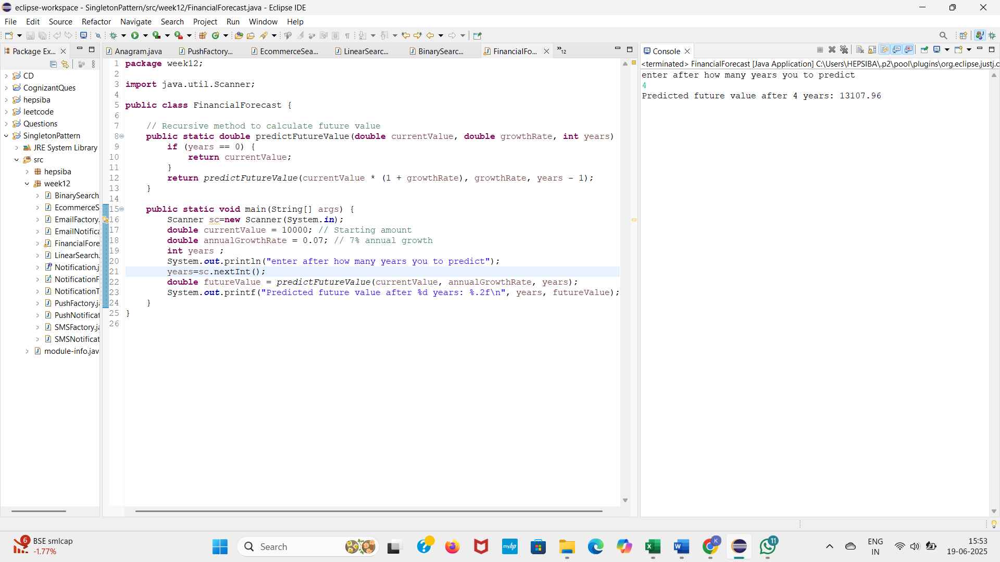 eclipse-workspace - SingletonPattern/src/week12/FinancialForecast.java - Eclipse IDE
File Edit Source Refactor Navigate Search Project Run Window Help
Package Ex...
CD
CognizantQues
hepsiba
leetcode
Questions
SingletonPattern
JRE System Library
src
hepsiba
week12
BinarySearch.
EcommerceS
EmailFactory.
EmailNotifica
FinancialFore
LinearSearch.
Notification.j
NotificationF
NotificationT
PushFactory.ja
PushNotificat
SMSFactory.ja
SMSNotificat
module-info.jav
Anagram.java PushFactory... EcommerceSea... LinearSearc... BinarySearc... FinancialFo... »12
1 package week12;
2
3 import java.util.Scanner;
4
5 public class FinancialForecast {
6
7 // Recursive method to calculate future value
8 public static double predictFutureValue(double currentValue, double growthRate, int years)
9 if (years == 0) {
10 return currentValue;
11 }
12 return predictFutureValue(currentValue * (1 + growthRate), growthRate, years - 1);
13 }
14
15 public static void main(String[] args) {
16 Scanner sc=new Scanner(System.in);
17 double currentValue = 10000; // Starting amount
18 double annualGrowthRate = 0.07; // 7% annual growth
19 int years ;
20 System.out.println("enter after how many years you to predict");
21 years=sc.nextInt();
22 double futureValue = predictFutureValue(currentValue, annualGrowthRate, years);
23 System.out.printf("Predicted future value after %d years: %.2f\n", years, futureValue);
24 }
25 }
26
Console
<terminated> FinancialForecast [Java Application] C:\Users\HEPSIBA\.p2\pool\plugins\org.eclipse.justj.o
enter after how many years you to predict
4
Predicted future value after 4 years: 13107.96
6
BSE smlcap
-1.77%
Search
myhp
K
11
ENG
IN
15:53
19-06-2025